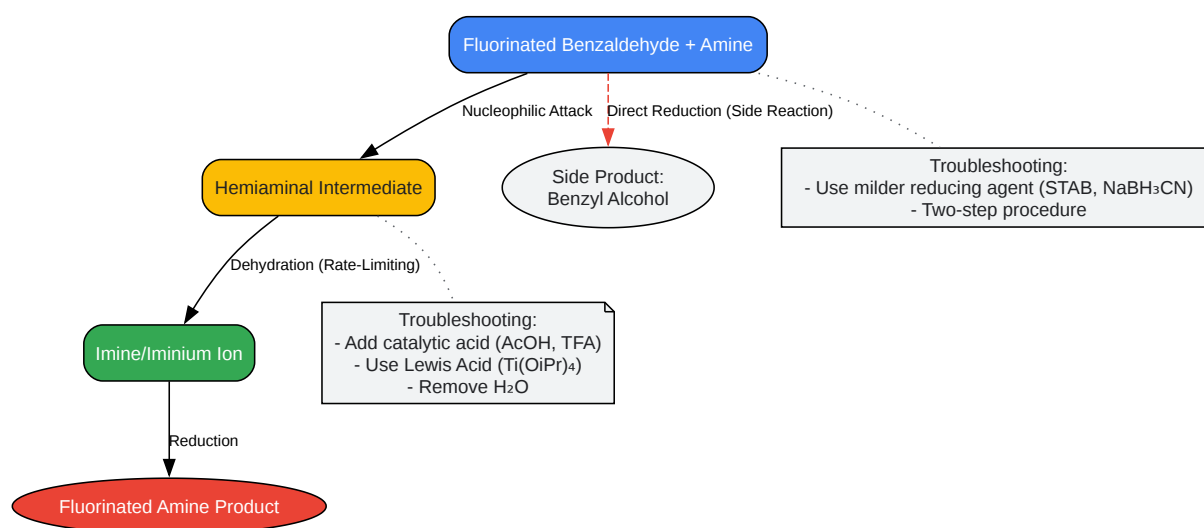 Fluorinated Benzaldehyde + Amine
Nucleophilic Attack
Direct Reduction (Side Reaction)
Hemiaminal Intermediate
Side Product:
Benzyl Alcohol
Troubleshooting:
- Use milder reducing agent (STAB, NaBH₃CN)
- Two-step procedure
Dehydration (Rate-Limiting)
Imine/Iminium Ion
Troubleshooting:
- Add catalytic acid (AcOH, TFA)
- Use Lewis Acid (Ti(OiPr)₄)
- Remove H₂O
Reduction
Fluorinated Amine Product